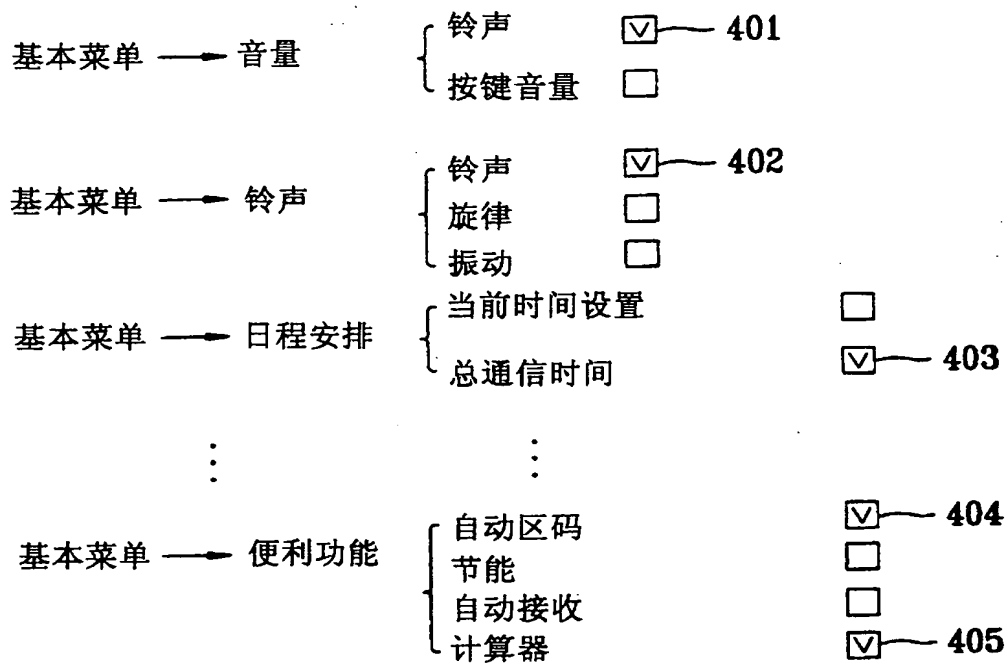 铃声 401
基本菜单 音量
按键音量
铃声 402
基本菜单 铃声 旋律
振动
当前时间设置
基本菜单 日程安排
总通信时间 403
自动区码 404
基本菜单 便利功能
节能
自动接收
计算器 405